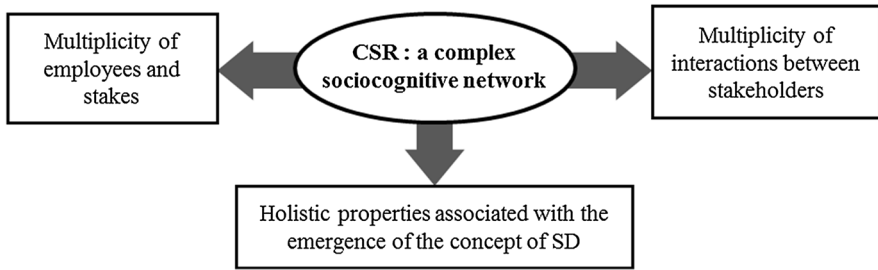 Multiplicity of
employees and
stakes
CSR : a complex
sociocognitive network
Multiplicity of
interactions between
stakeholders
Holistic properties associated with the
emergence of the concept of SD